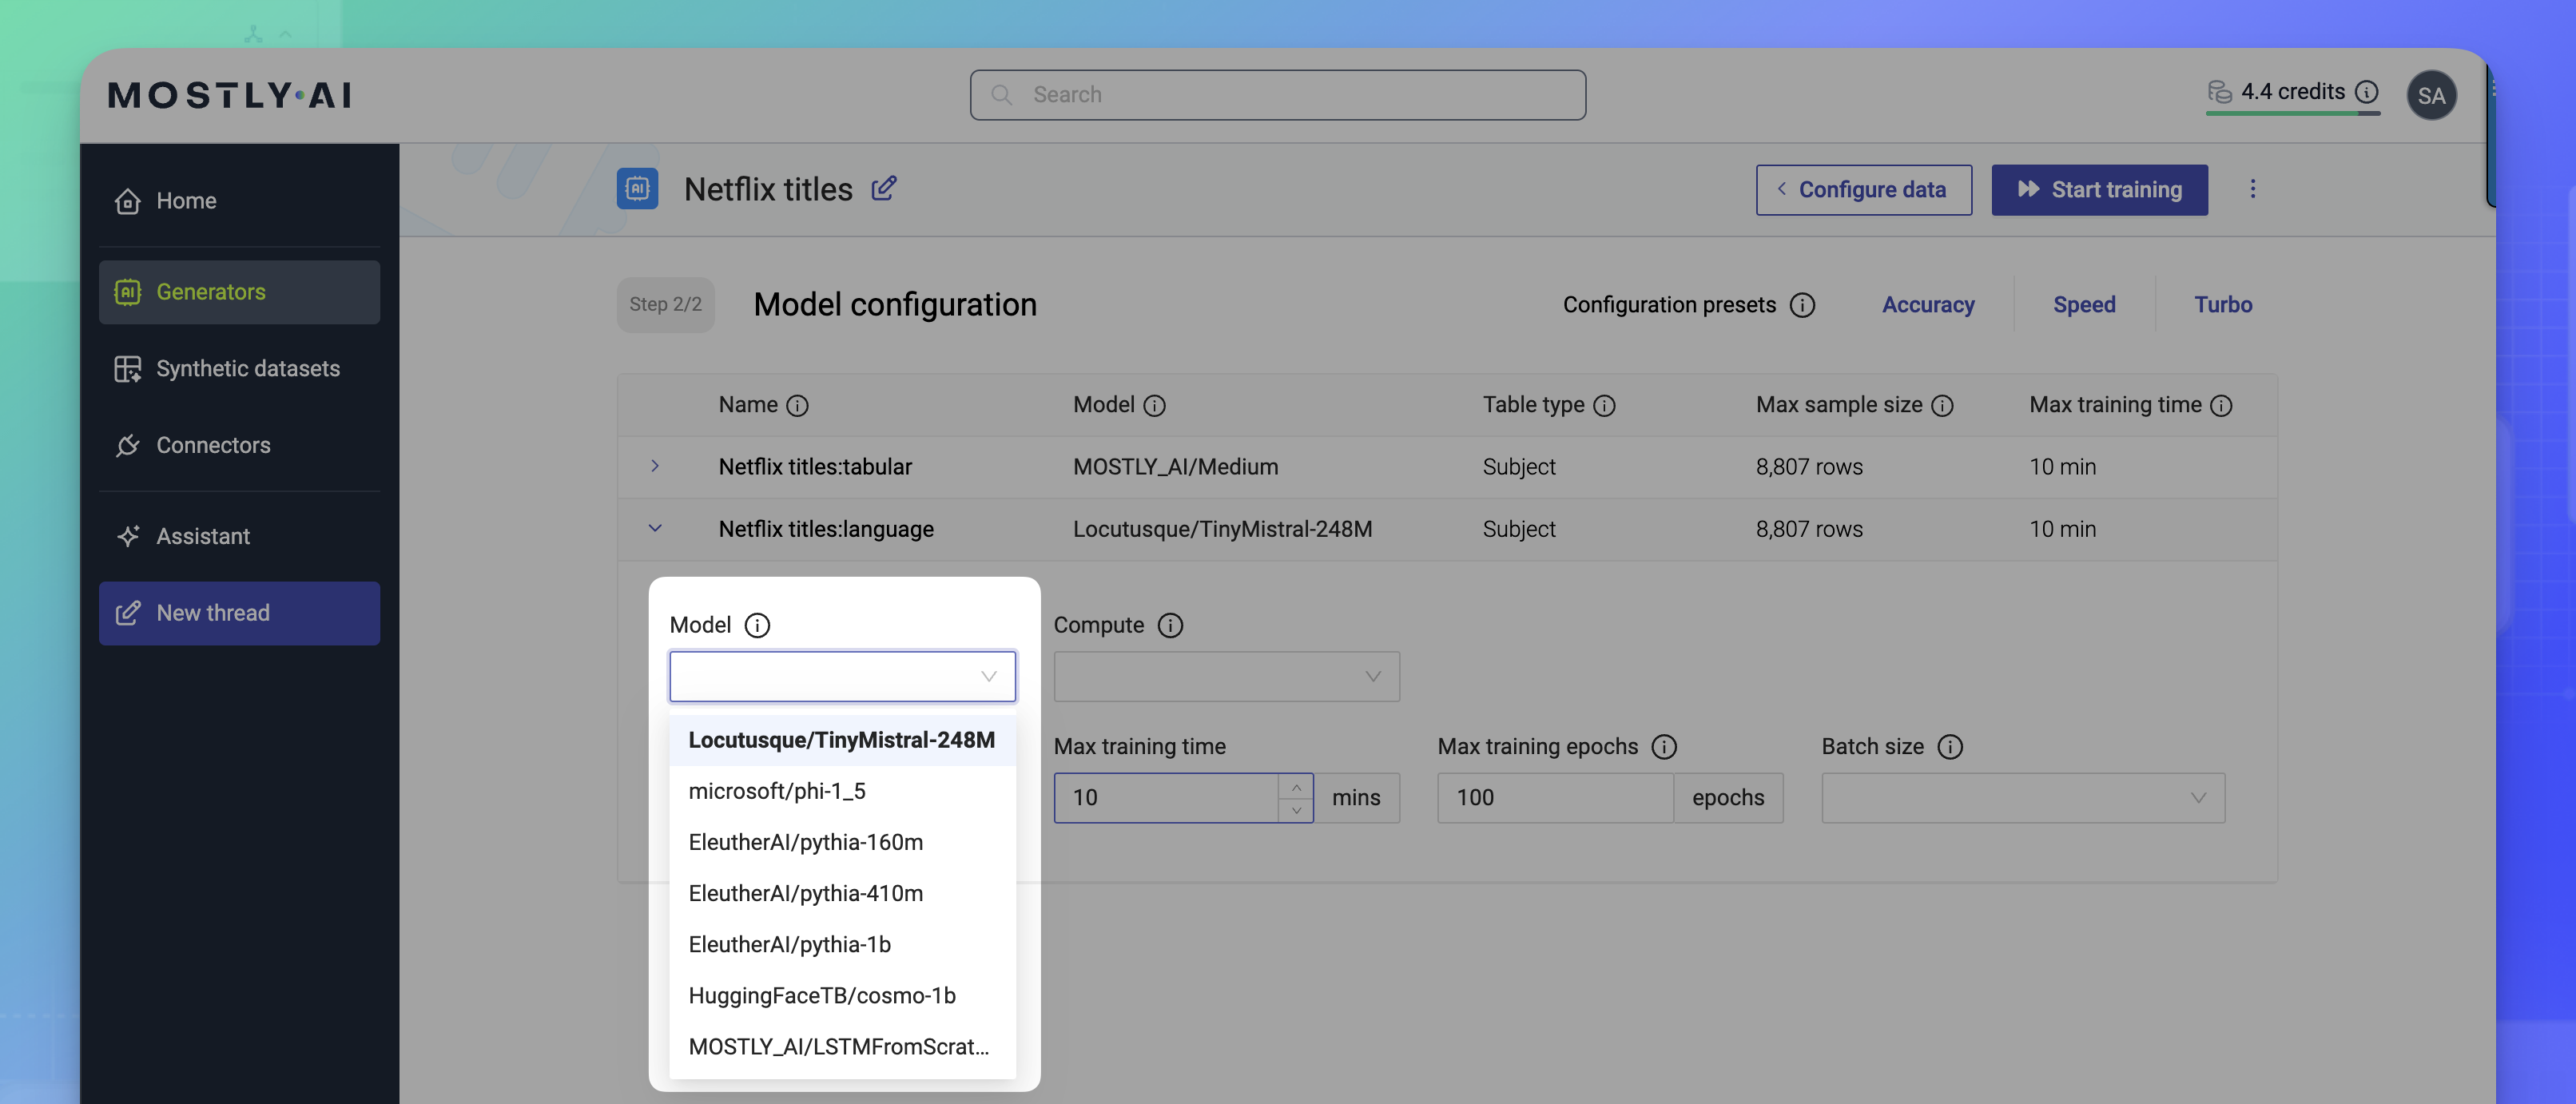 MOSTLY·AI
Search
4.4 credits
SA
Home
Generators
Synthetic datasets
Connectors
Assistant
New thread
AI
Netflix titles
Configure data
Start training
Step 2/2
Model configuration
Configuration presets
Accuracy
Speed
Turbo
Name
Model
Table type
Max sample size
Max training time
Netflix titles:tabular
MOSTLY_AI/Medium
Subject
8,807 rows
10 min
Netflix titles:language
Locutusque/TinyMistral-248M
Subject
8,807 rows
10 min
Model
Compute
Locutusque/TinyMistral-248M
microsoft/phi-1_5
EleutherAI/pythia-160m
EleutherAI/pythia-410m
EleutherAI/pythia-1b
HuggingFaceTB/cosmo-1b
MOSTLY_AI/LSTMFromScrat...
Max training time
10
mins
Max training epochs
100
epochs
Batch size